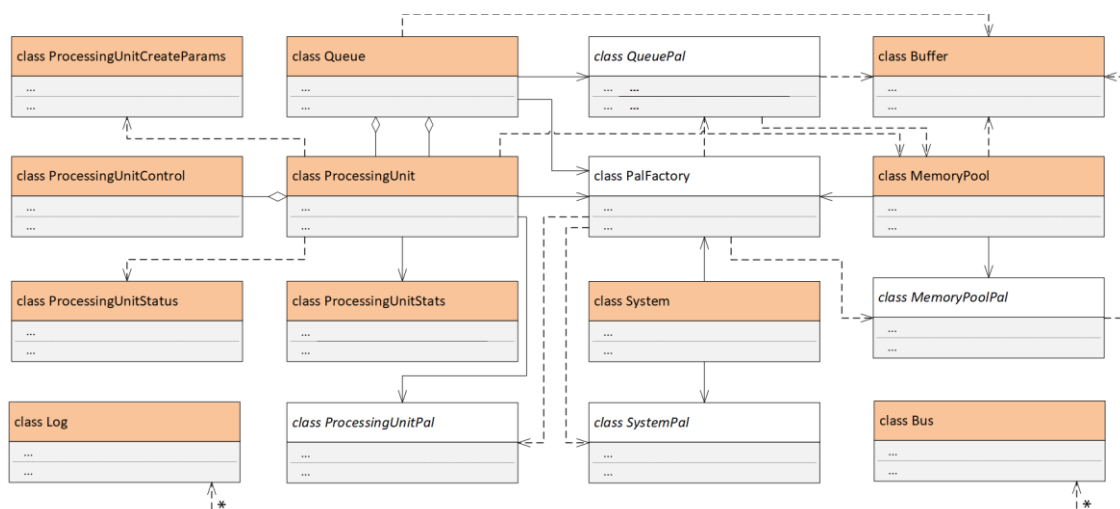 class ProcessingUnitCreateParams
...
...
class Queue
...
...
class QueuePal
... ...
... ...
class Buffer
...
...
class ProcessingUnitControl
...
...
class ProcessingUnit
...
...
class PalFactory
...
...
class MemoryPool
...
...
class ProcessingUnitStatus
...
...
class ProcessingUnitStats
...
...
class System
...
...
class MemoryPoolPal
...
...
class Log
...
...
*
class ProcessingUnitPal
...
...
class SystemPal
...
...
class Bus
...
...
*